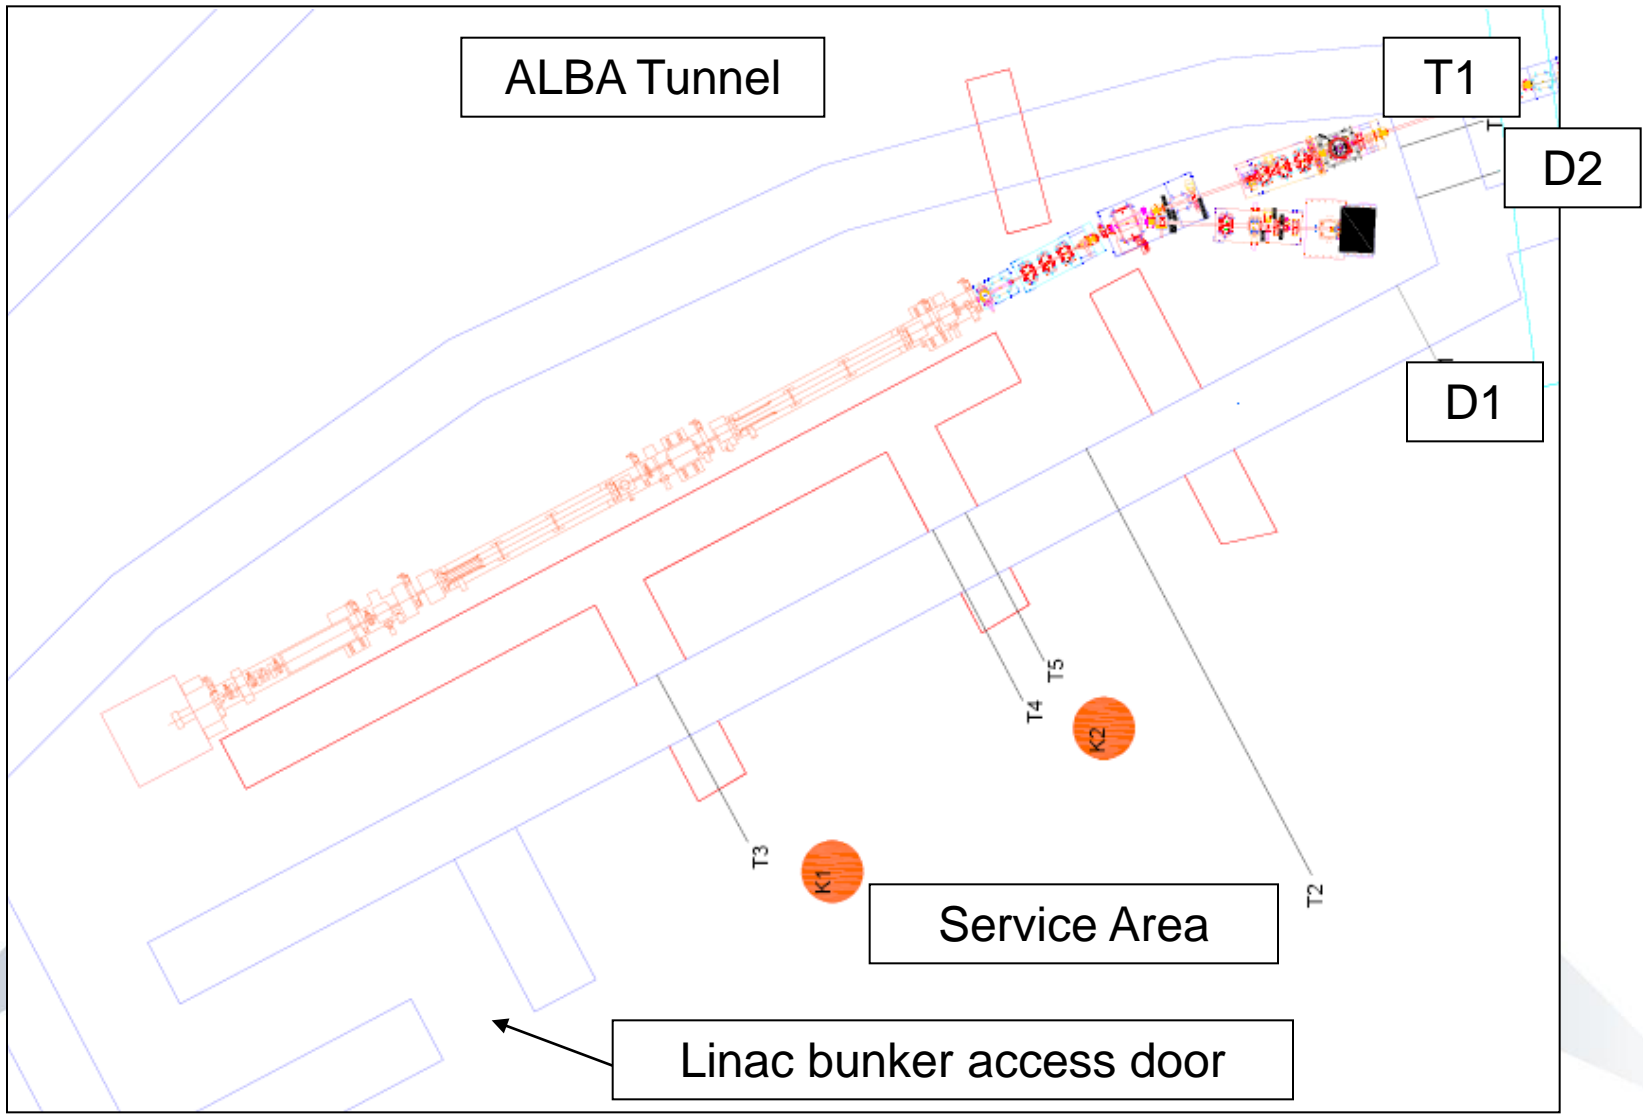 ALBA Tunnel
T1
D2
D1
T5
T4
K2
T3
K1
T2
Service Area
Linac bunker access door